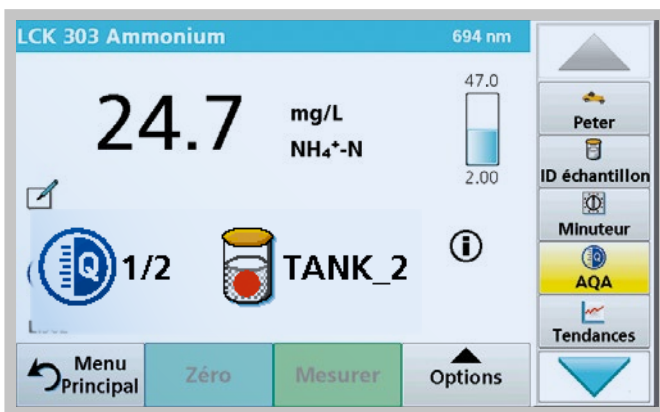 LCK 303 Ammonium 694 nm
47.0
24.7 mg/L
NH₄⁺-N
2.00
Q 1/2 TANK_2
Menu Principal
Zéro
Mesurer
Options
Peter
ID échantillon
Minuteur
AQA
Tendances